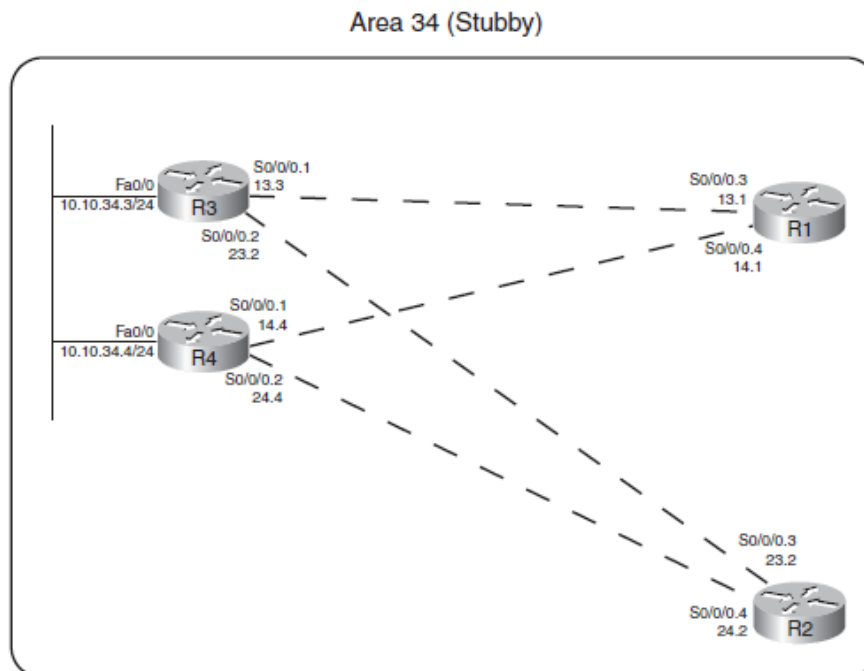 Area 34 (Stubby)
Fa0/0
10.10.34.3/24
R3
S0/0/0.1
13.3
S0/0/0.2
23.2
S0/0/0.3
13.1
R1
S0/0/0.4
14.1
Fa0/0
10.10.34.4/24
R4
S0/0/0.1
14.4
S0/0/0.2
24.4
S0/0/0.3
23.2
S0/0/0.4
24.2
R2